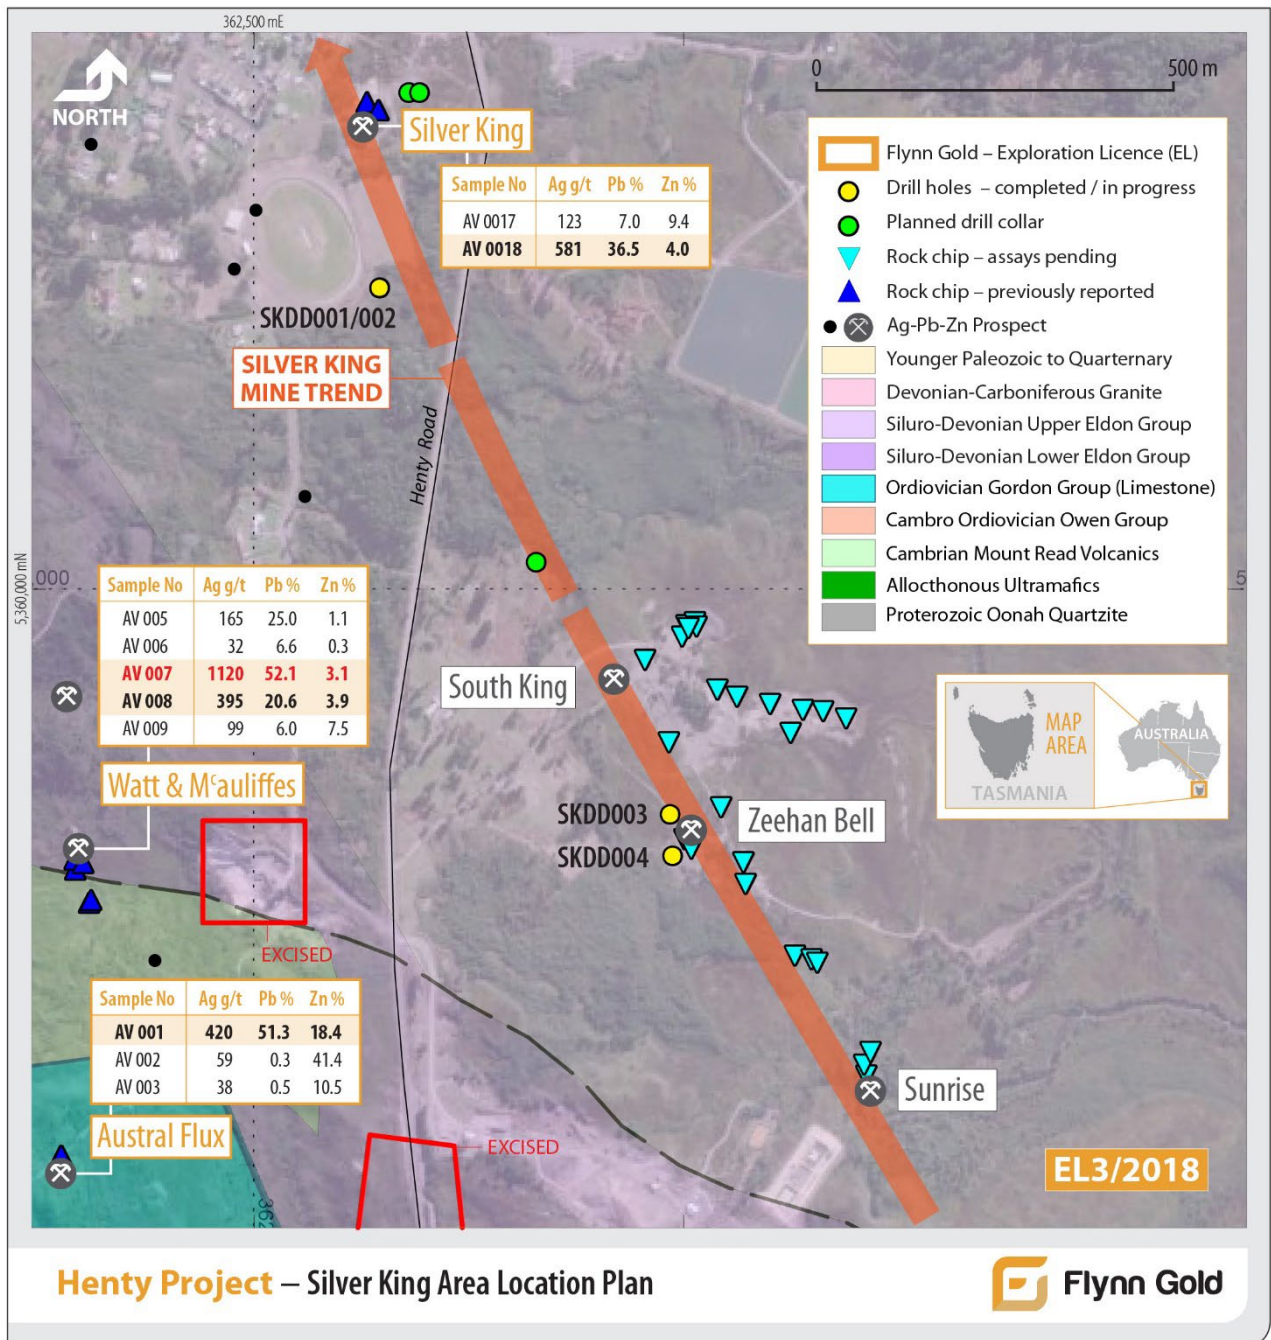 362,500 mE
NORTH
0 500 m
Silver King
Sample No Ag g/t Pb % Zn %
AV 0017 123 7.0 9.4
AV 0018 581 36.5 4.0
SKDD001/002
SILVER KING
MINE TREND
Henty Road
Flynn Gold – Exploration Licence (EL)
Drill holes – completed / in progress
Planned drill collar
Rock chip – assays pending
Rock chip – previously reported
Ag-Pb-Zn Prospect
Younger Paleozoic to Quarternary
Devonian-Carboniferous Granite
Siluro-Devonian Upper Eldon Group
Siluro-Devonian Lower Eldon Group
Ordiovician Gordon Group (Limestone)
Cambro Ordiovician Owen Group
Cambrian Mount Read Volcanics
Allocthonous Ultramafics
Proterozoic Oonah Quartzite
5,360,000 mN
,000
5
Sample No Ag g/t Pb % Zn %
AV 005 165 25.0 1.1
AV 006 32 6.6 0.3
AV 007 1120 52.1 3.1
AV 008 395 20.6 3.9
AV 009 99 6.0 7.5
Watt & Mcauliffes
South King
MAP
AREA
TASMANIA
AUSTRALIA
SKDD003
Zeehan Bell
SKDD004
EXCISED
Sample No Ag g/t Pb % Zn %
AV 001 420 51.3 18.4
AV 002 59 0.3 41.4
AV 003 38 0.5 10.5
Austral Flux
Sunrise
EXCISED
EL3/2018
362
Henty Project – Silver King Area Location Plan
Flynn Gold